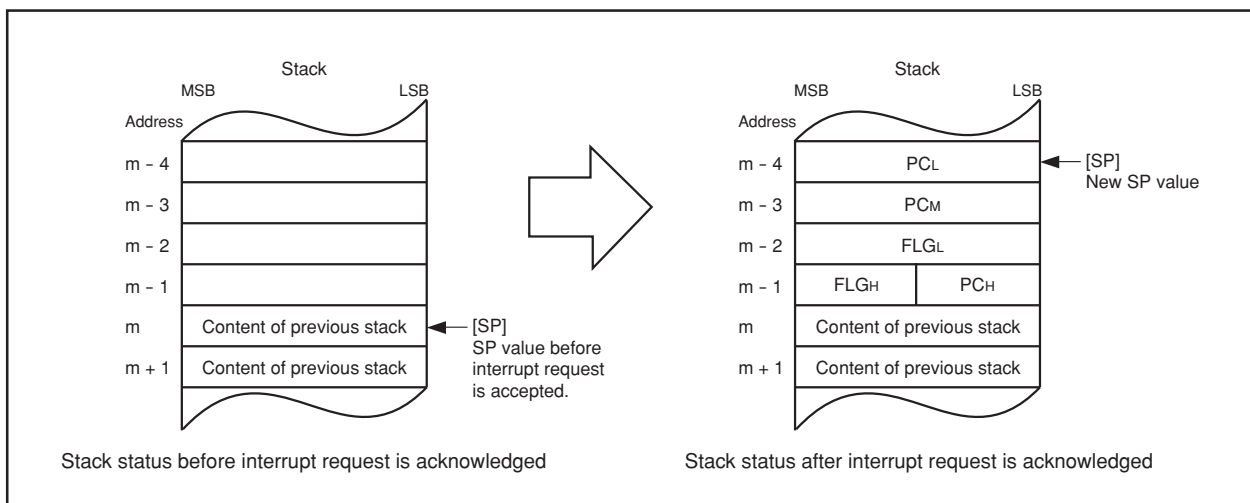 Stack
MSB LSB
Address
m − 4
m − 3
m − 2
m − 1
m Content of previous stack
m + 1 Content of previous stack
[SP]
SP value before
interrupt request
is accepted.
Stack status before interrupt request is acknowledged
Stack
MSB LSB
Address
m − 4 PCL
m − 3 PCM
m − 2 FLGL
m − 1 FLGH PCH
m Content of previous stack
m + 1 Content of previous stack
[SP]
New SP value
Stack status after interrupt request is acknowledged